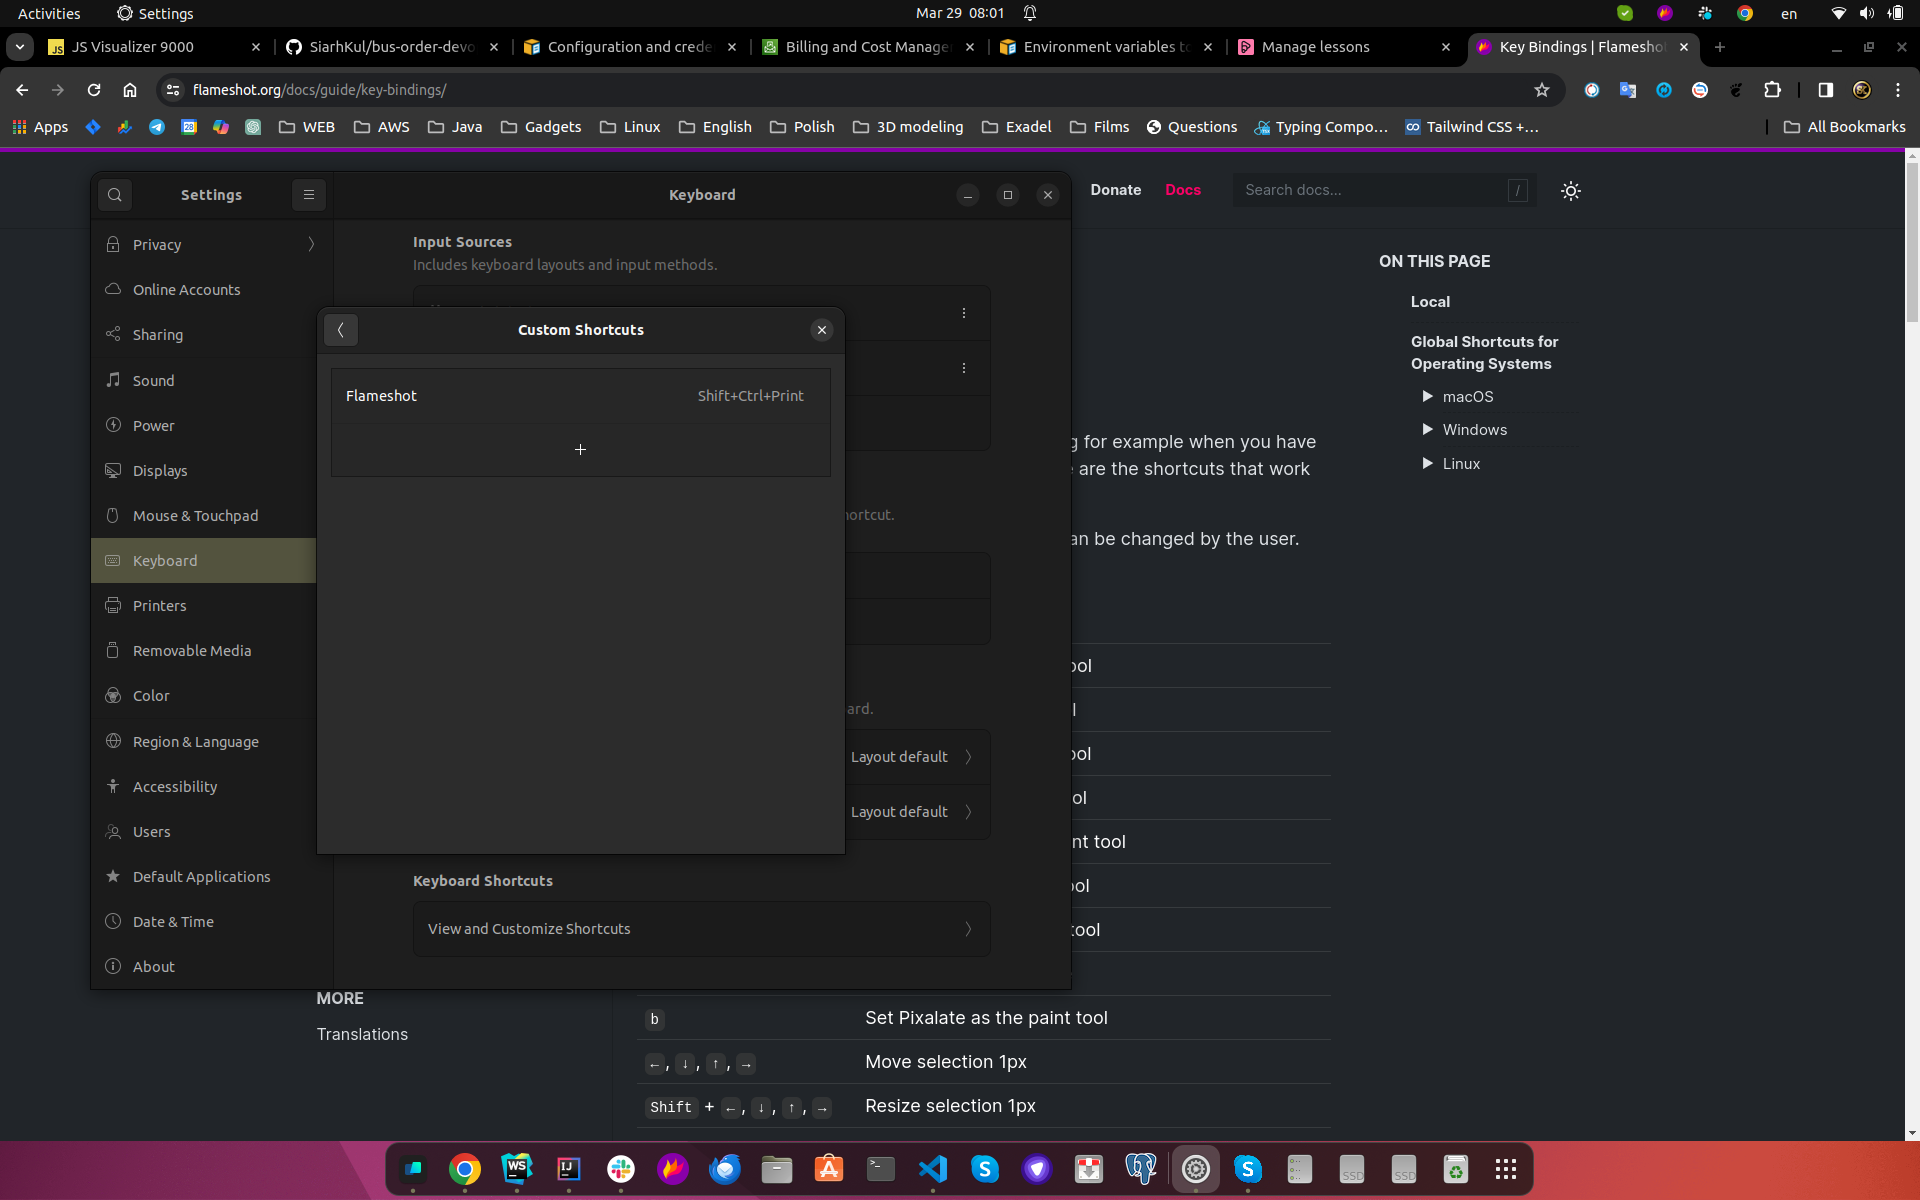 Activities
Settings
Mar 29 08:01
en
JS Visualizer 9000
SiarhKul/bus-order-devo
Configuration and crede
Billing and Cost Manage
Environment variables to
Manage lessons
Key Bindings | Flamesho
flameshot.org/docs/guide/key-bindings/
Apps
WEB
AWS
Java
Gadgets
Linux
English
Polish
3D modeling
Exadel
Films
Questions
Typing Compo...
Tailwind CSS +...
All Bookmarks
Donate
Docs
Search docs...
/
Settings
Keyboard
Privacy
Online Accounts
Sharing
Sound
Power
Displays
Mouse & Touchpad
Keyboard
Printers
Removable Media
Color
Region & Language
Accessibility
Users
Default Applications
Date & Time
About
Input Sources
Includes keyboard layouts and input methods.
Custom Shortcuts
Flameshot
Shift+Ctrl+Print
hortcut.
ard.
Layout default
Layout default
Keyboard Shortcuts
View and Customize Shortcuts
ON THIS PAGE
Local
Global Shortcuts for
Operating Systems
macOS
Windows
Linux
g for example when you have
e are the shortcuts that work
an be changed by the user.
ool
l
ool
ol
nt tool
ool
tool
MORE
Translations
b
Set Pixalate as the paint tool
←, ↓, ↑, →
Move selection 1px
Shift + ←, ↓, ↑, →
Resize selection 1px